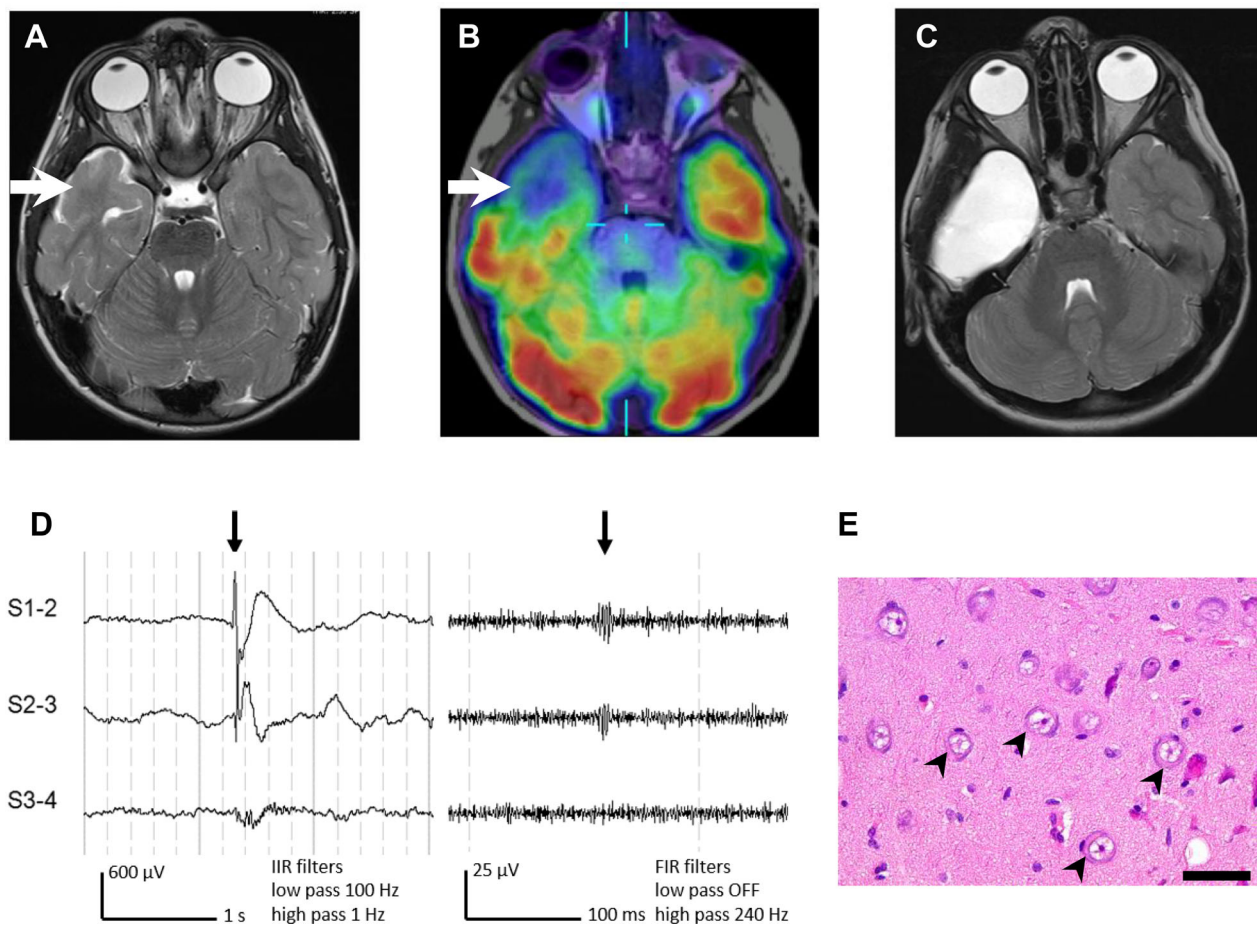 A
B
C
D
E
S1-2
S2-3
S3-4
600 µV
1 s
IIR filters
low pass 100 Hz
high pass 1 Hz
25 µV
100 ms
FIR filters
low pass OFF
high pass 240 Hz